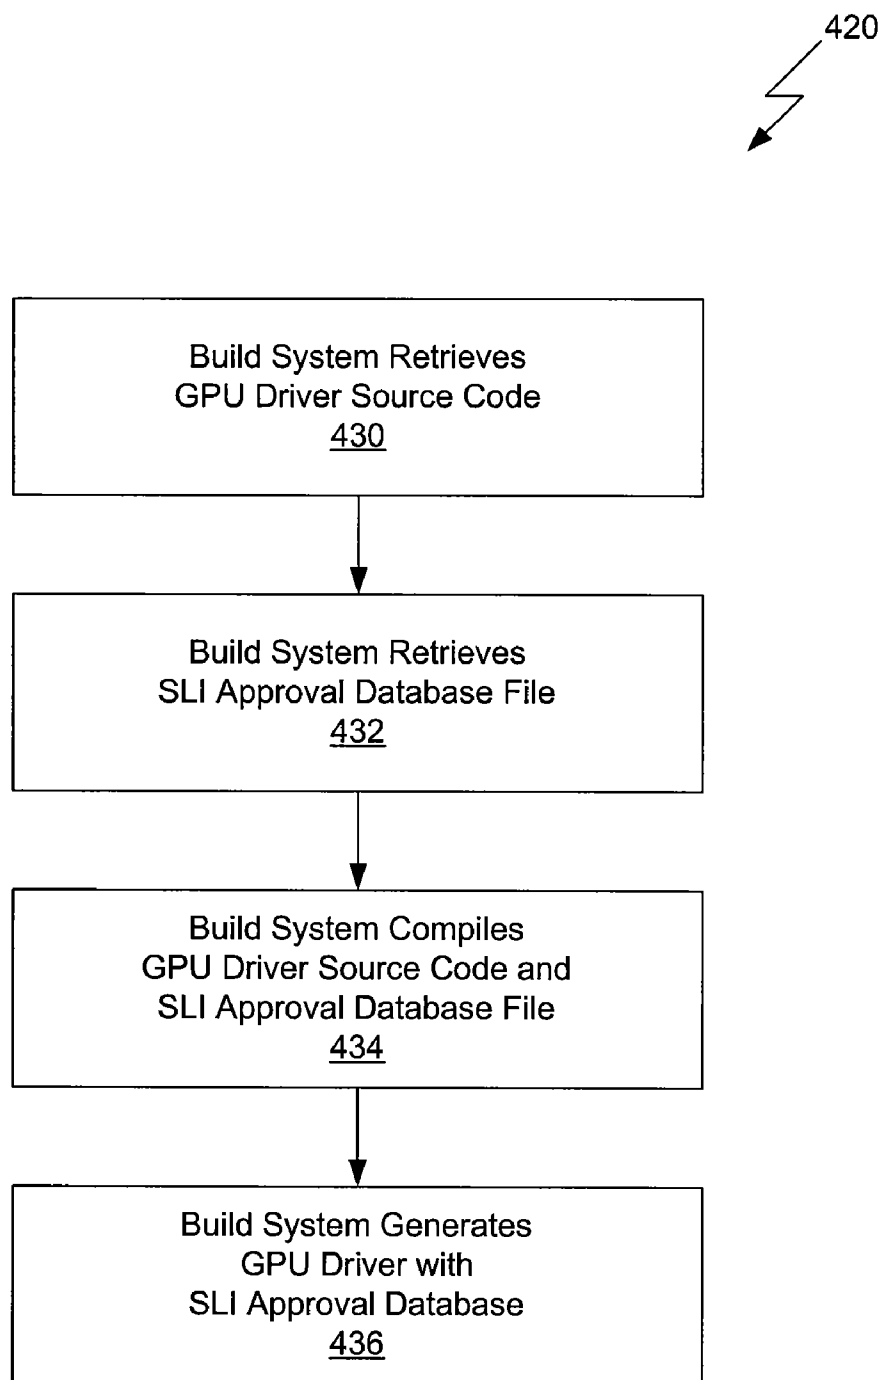 420
Build System Retrieves
GPU Driver Source Code
430
Build System Retrieves
SLI Approval Database File
432
Build System Compiles
GPU Driver Source Code and
SLI Approval Database File
434
Build System Generates
GPU Driver with
SLI Approval Database
436